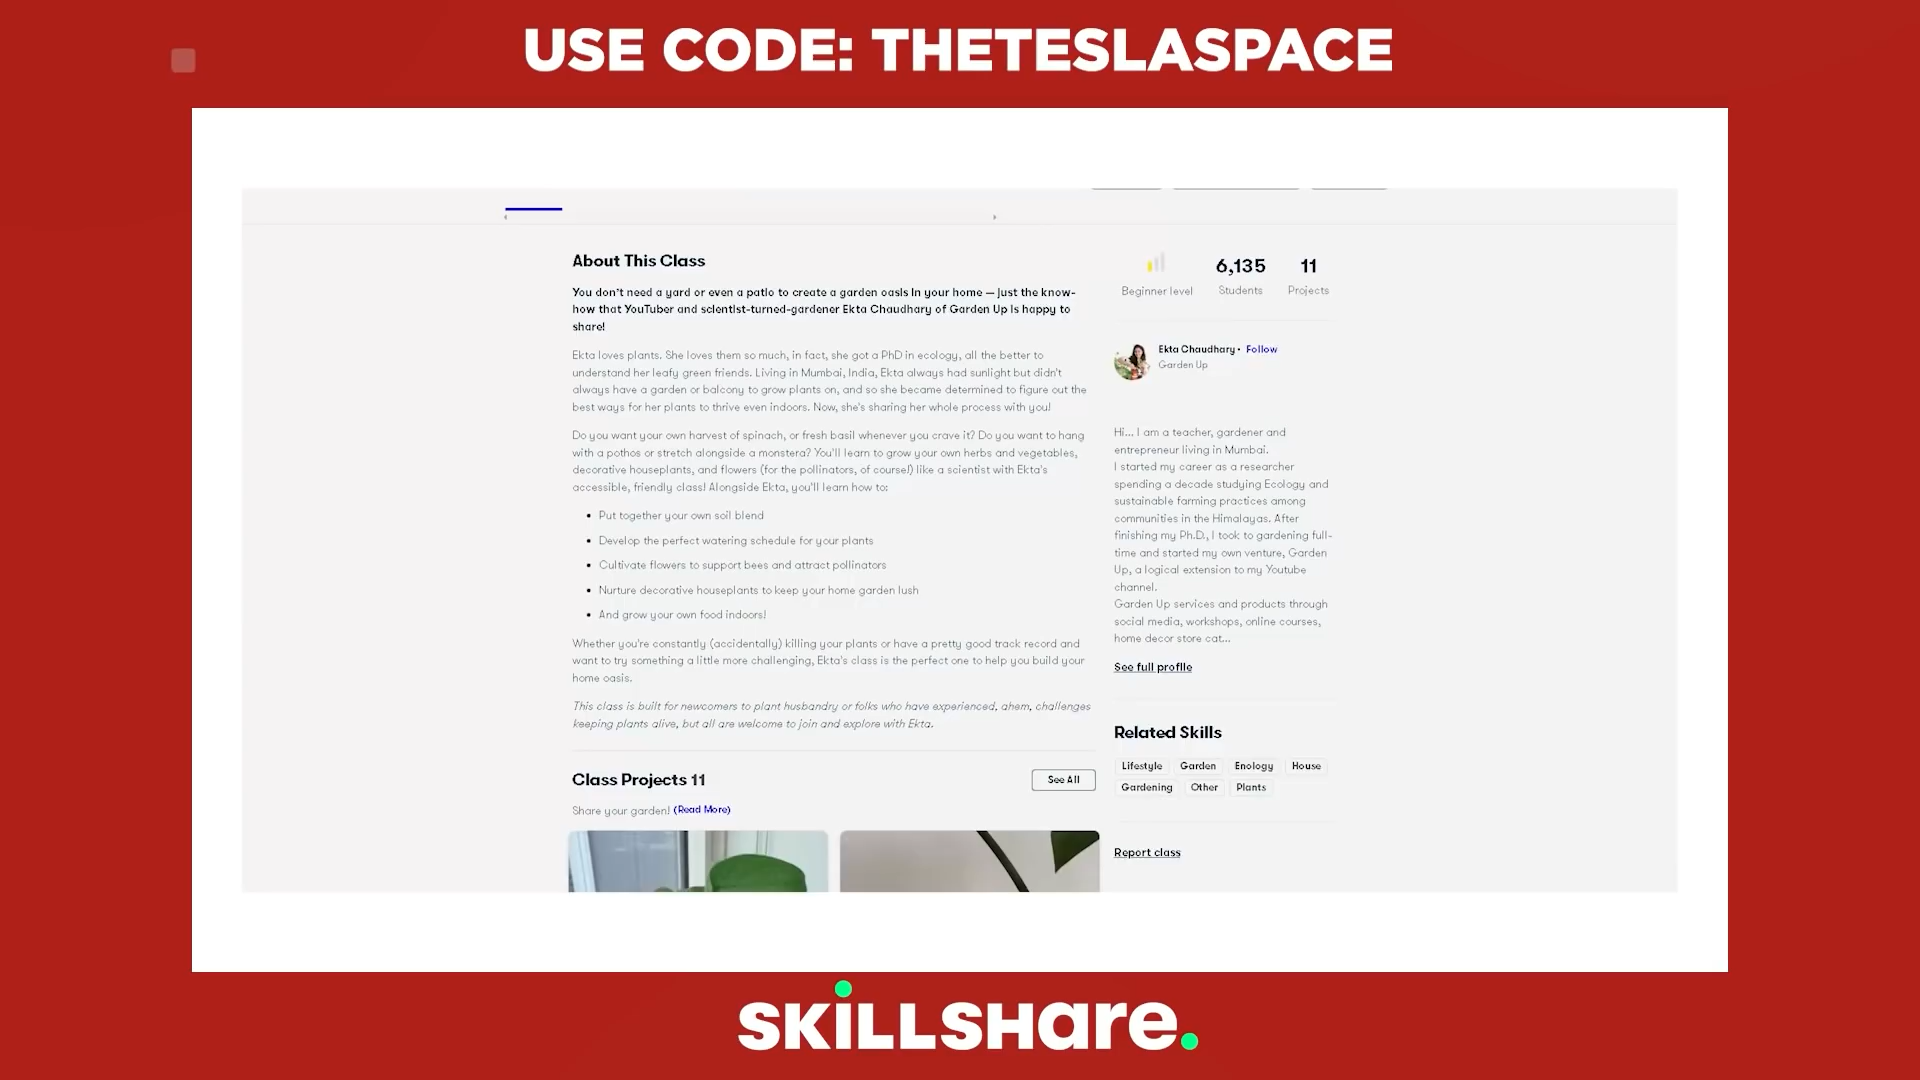 USE CODE: THETESLASPACE
About This Class
You don't need a yard or even a patio to create a garden oasis in your home — just the know-
how that YouTuber and scientist-turned-gardener Ekta Chaudhary of Garden Up is happy to
share!
Ekta loves plants. She loves them so much, in fact, she got a PhD in ecology, all the better to
understand her leafy green friends. Living in Mumbai, India, Ekta always had sunlight but didn't
always have a garden or balcony to grow plants on, and so she became determined to figure out the
best ways for her plants to thrive even indoors. Now, she's sharing her whole process with you!
Do you want your own harvest of spinach, or fresh basil whenever you crave it? Do you want to hang
with a pothos or stretch alongside a monstera? You'll learn to grow your own herbs and vegetables,
decorative houseplants, and flowers (for the pollinators, of course!) like a scientist with Ekta's
accessible, friendly class! Alongside Ekta, you'll learn how to:
• Put together your own soil blend
• Develop the perfect watering schedule for your plants
• Cultivate flowers to support bees and attract pollinators
• Nurture decorative houseplants to keep your home garden lush
• And grow your own food indoors!
Whether you're constantly (accidentally) killing your plants or have a pretty good track record and
want to try something a little more challenging, Ekta's class is the perfect one to help you build your
home oasis.
This class is built for newcomers to plant husbandry or folks who have experienced, ahem, challenges
keeping plants alive, but all are welcome to join and explore with Ekta.
Class Projects 11
See All
Share your garden! (Read More)
6,135 11
Beginner level Students Projects
Ekta Chaudhary • Follow
Garden Up
Hi... I am a teacher, gardener and
entrepreneur living in Mumbai.
I started my career as a researcher
spending a decade studying Ecology and
sustainable farming practices among
communities in the Himalayas. After
finishing my Ph.D., I took to gardening full-
time and started my own venture, Garden
Up, a logical extension to my Youtube
channel.
Garden Up services and products through
social media, workshops, online courses,
home decor store cat...
See full profile
Related Skills
Lifestyle Garden Enology House
Gardening Other Plants
Report class
SKILLSHare.